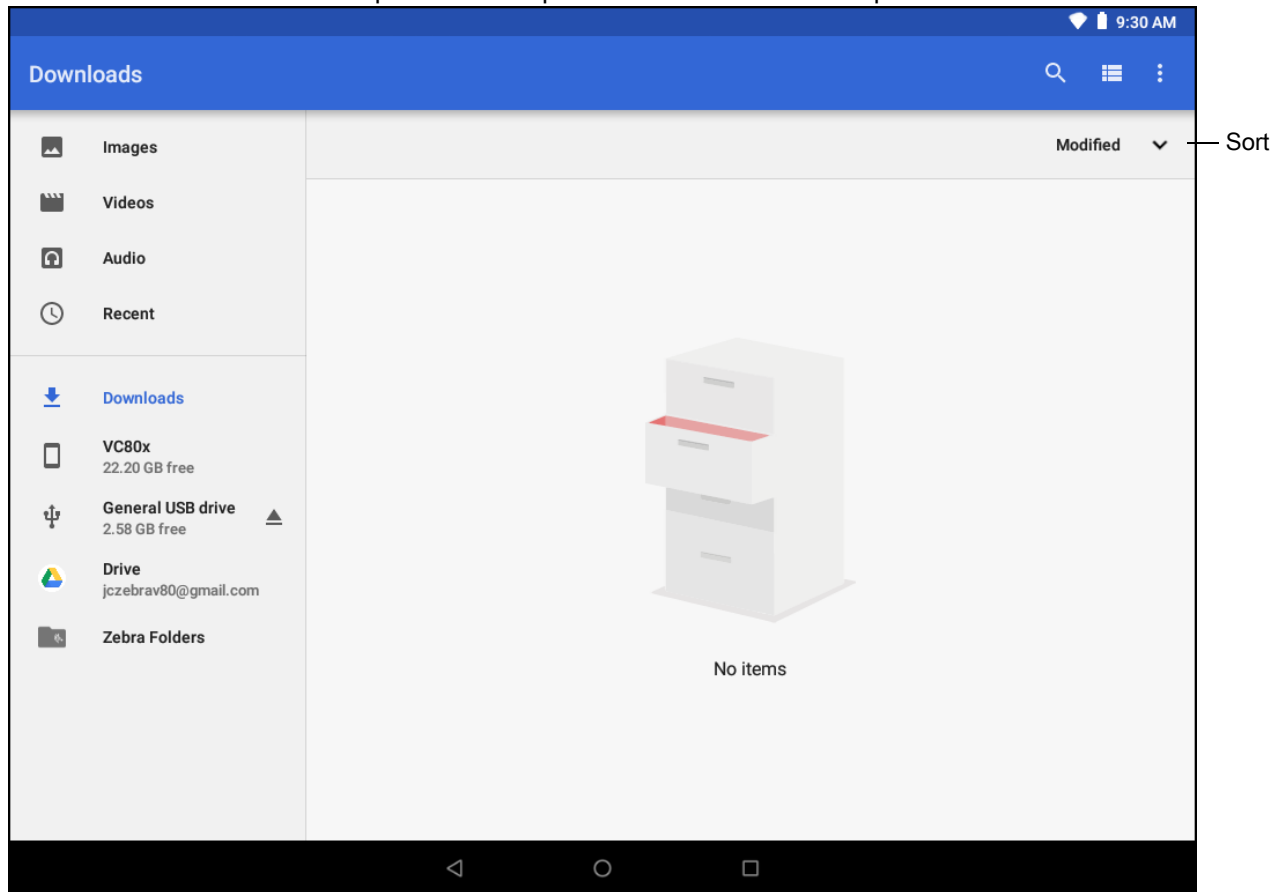 9:30 AM
Downloads
Images
Modified
Sort
Videos
Audio
Recent
Downloads
VC80x
22.20 GB free
General USB drive
2.58 GB free
Drive
jczebrav80@gmail.com
Zebra Folders
No items